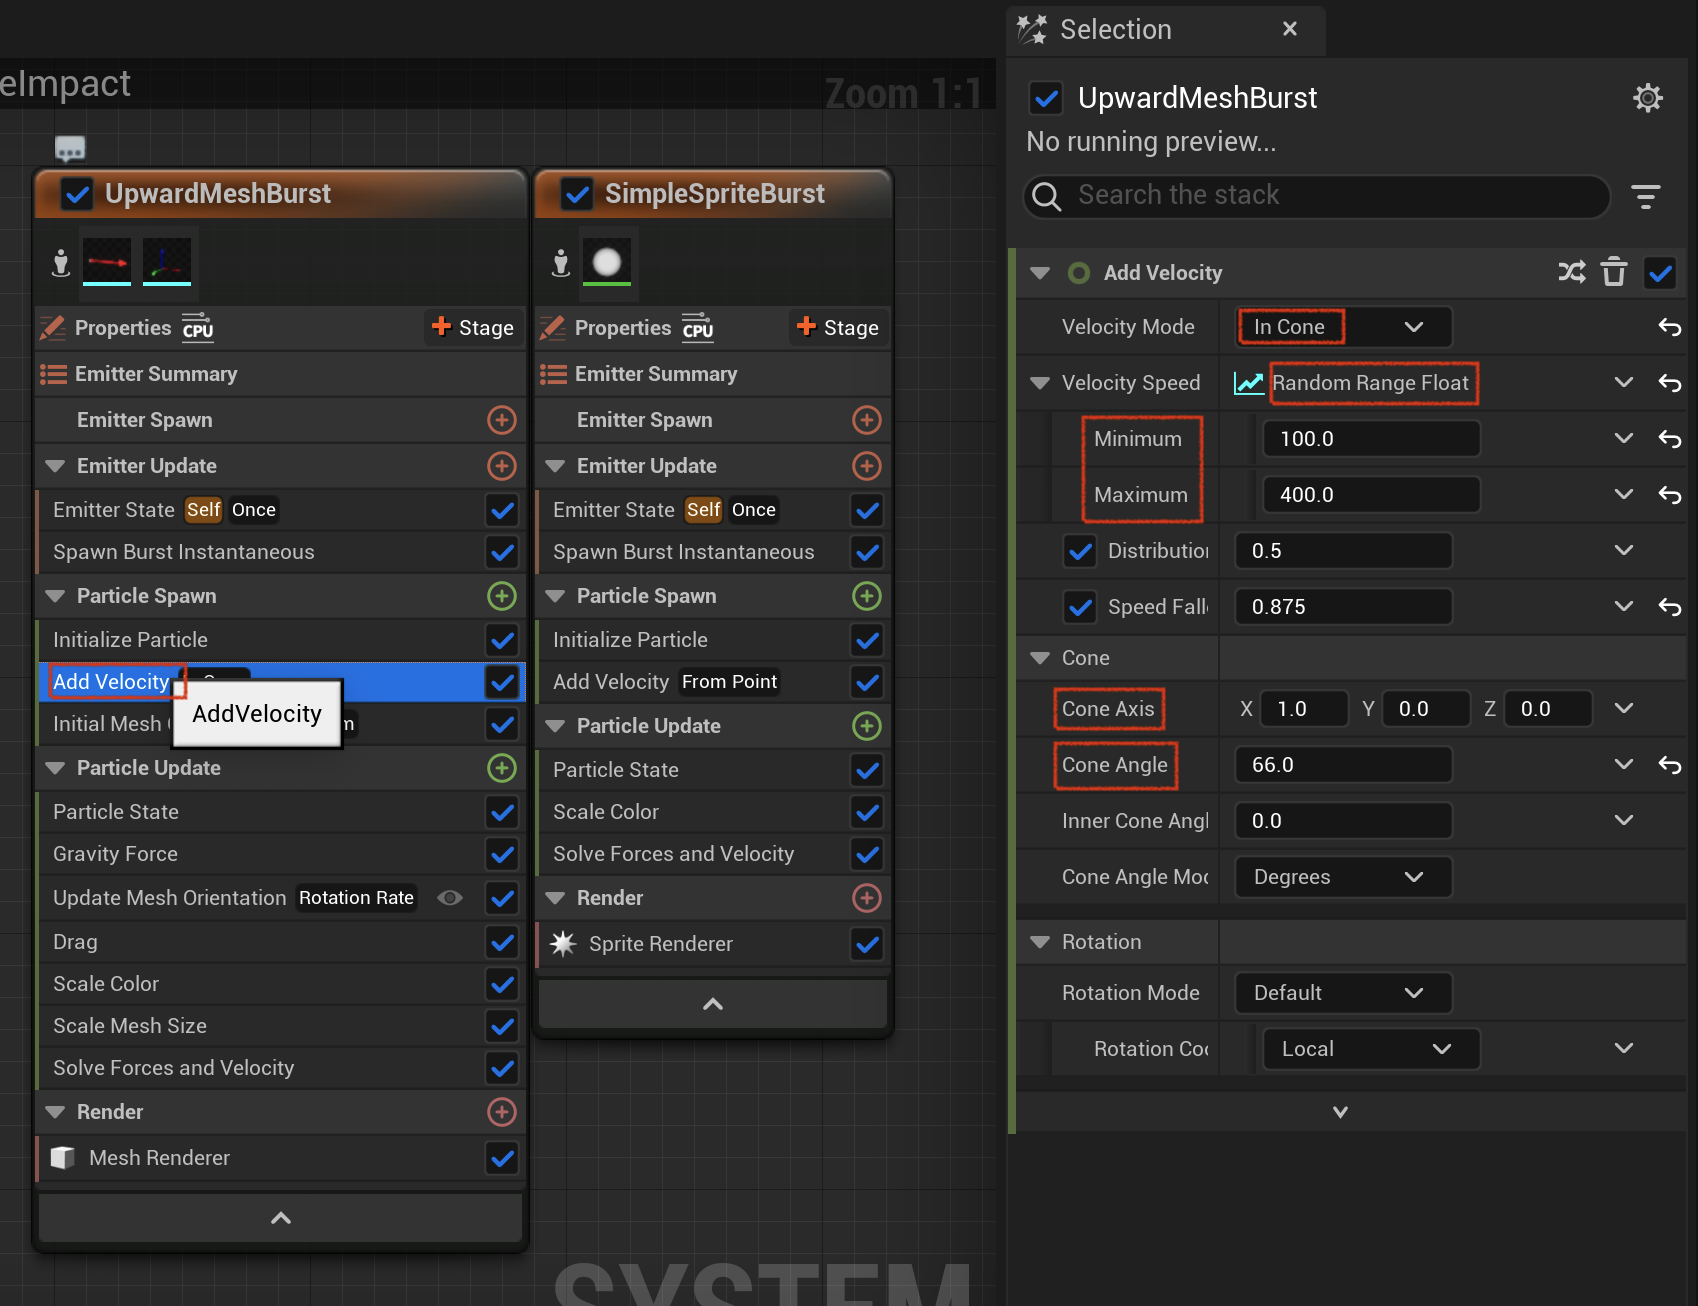 eImpact
Zoom 1:1
UpwardMeshBurst
Properties CPU + Stage
Emitter Summary
Emitter Spawn
Emitter Update
Emitter State Self Once
Spawn Burst Instantaneous
Particle Spawn
Initialize Particle
Add Velocity
AddVelocity
Initial Mesh
Particle Update
Particle State
Gravity Force
Update Mesh Orientation Rotation Rate
Drag
Scale Color
Scale Mesh Size
Solve Forces and Velocity
Render
Mesh Renderer
SimpleSpriteBurst
Properties CPU + Stage
Emitter Summary
Emitter Spawn
Emitter Update
Emitter State Self Once
Spawn Burst Instantaneous
Particle Spawn
Initialize Particle
Add Velocity From Point
Particle Update
Particle State
Scale Color
Solve Forces and Velocity
Render
Sprite Renderer
SYSTEM
Selection
UpwardMeshBurst
No running preview...
Search the stack
Add Velocity
Velocity Mode In Cone
Velocity Speed Random Range Float
Minimum 100.0
Maximum 400.0
Distribution 0.5
Speed Fall 0.875
Cone
Cone Axis X 1.0 Y 0.0 Z 0.0
Cone Angle 66.0
Inner Cone Angl 0.0
Cone Angle Mod Degrees
Rotation
Rotation Mode Default
Rotation Coo Local